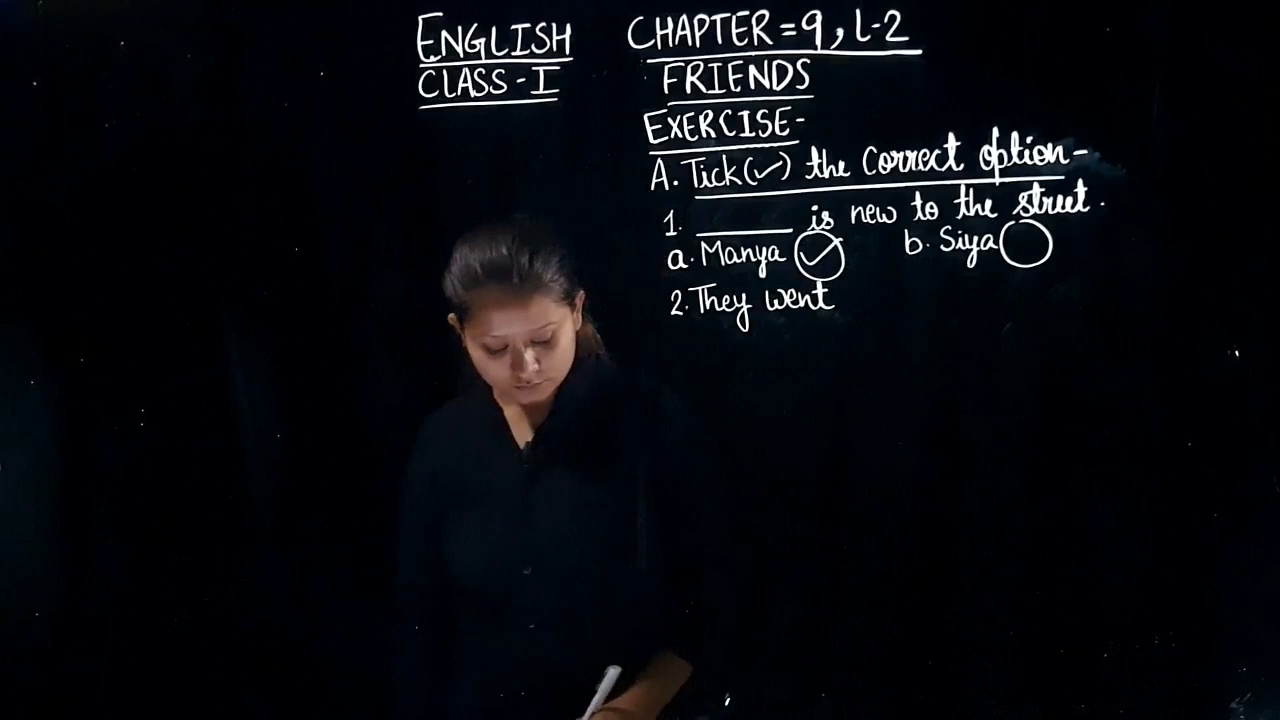 ENGLISH
CLASS-I
CHAPTER=9, L-2
FRIENDS
EXERCISE-
A. Tick(✓) the correct option-
1. ______ is new to the street.
a. Manya ✓ b. Siya
2. They went